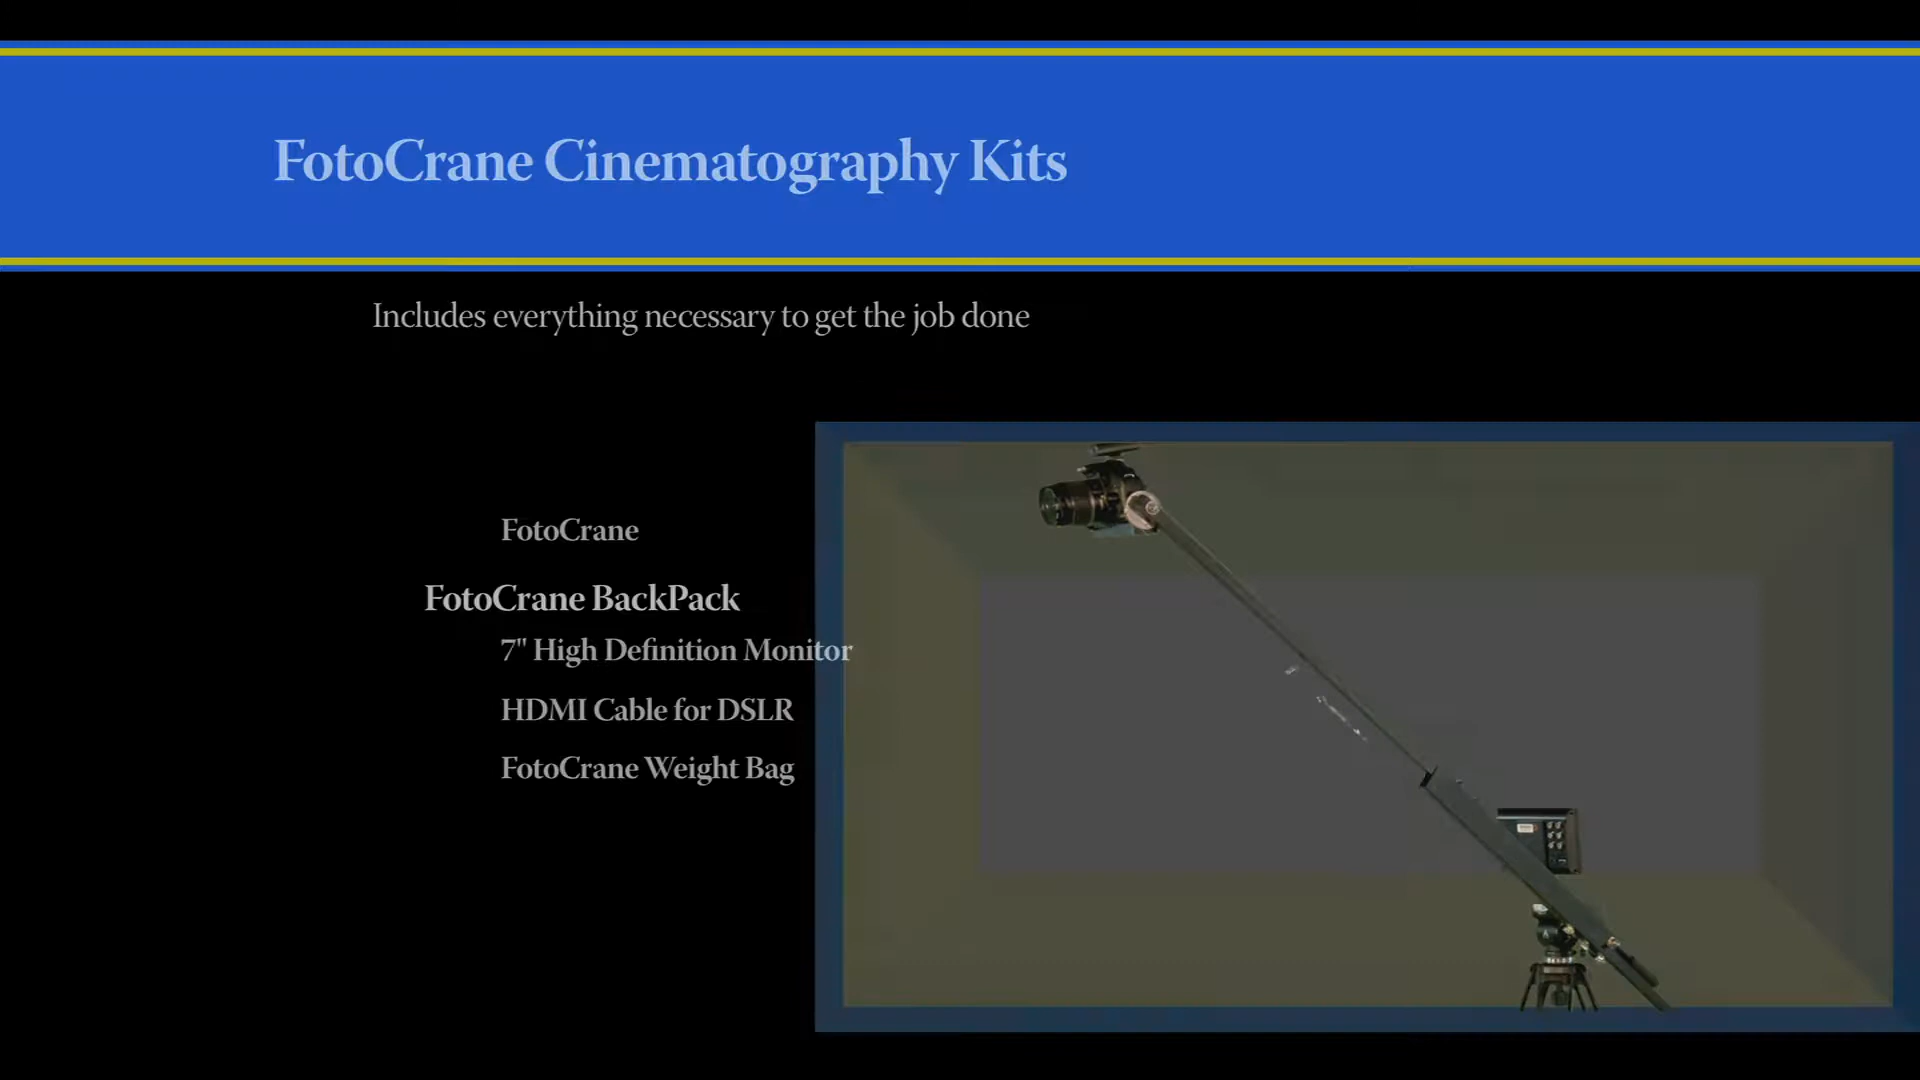 FotoCrane Cinematography Kits
Includes everything necessary to get the job done
FotoCrane
FotoCrane BackPack
7" High Definition Monitor
HDMI Cable for DSLR
FotoCrane Weight Bag